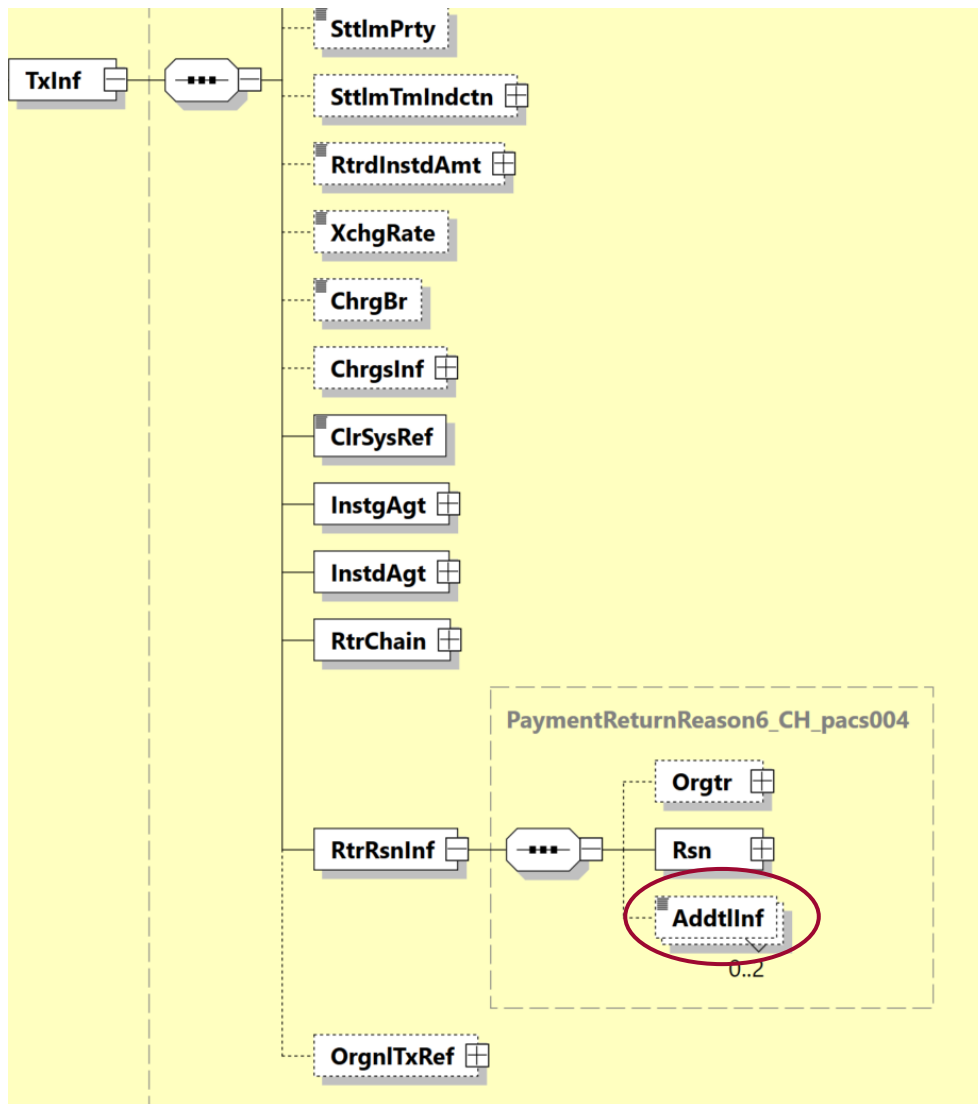 SttlmPrty
TxInf
SttlmTmIndctn
RtrdInstdAmt
XchgRate
ChrgBr
ChrgsInf
ClrSysRef
InstgAgt
InstdAgt
RtrChain
PaymentReturnReason6_CH_pacs004
Orgtr
RtrRsnInf
Rsn
AddtlInf
0..2
OrgnlTxRef